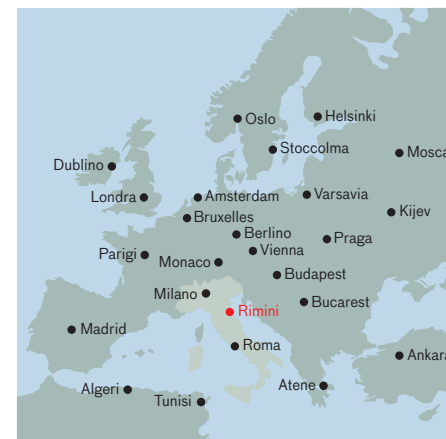 Oslo
Helsinki
Stoccolma
Mosca
Dublino
Londra
Amsterdam
Varsavia
Bruxelles
Kijev
Berlino
Praga
Parigi
Vienna
Monaco
Budapest
Milano
Bucarest
Rimini
Madrid
Roma
Ankara
Algeri
Atene
Tunisi